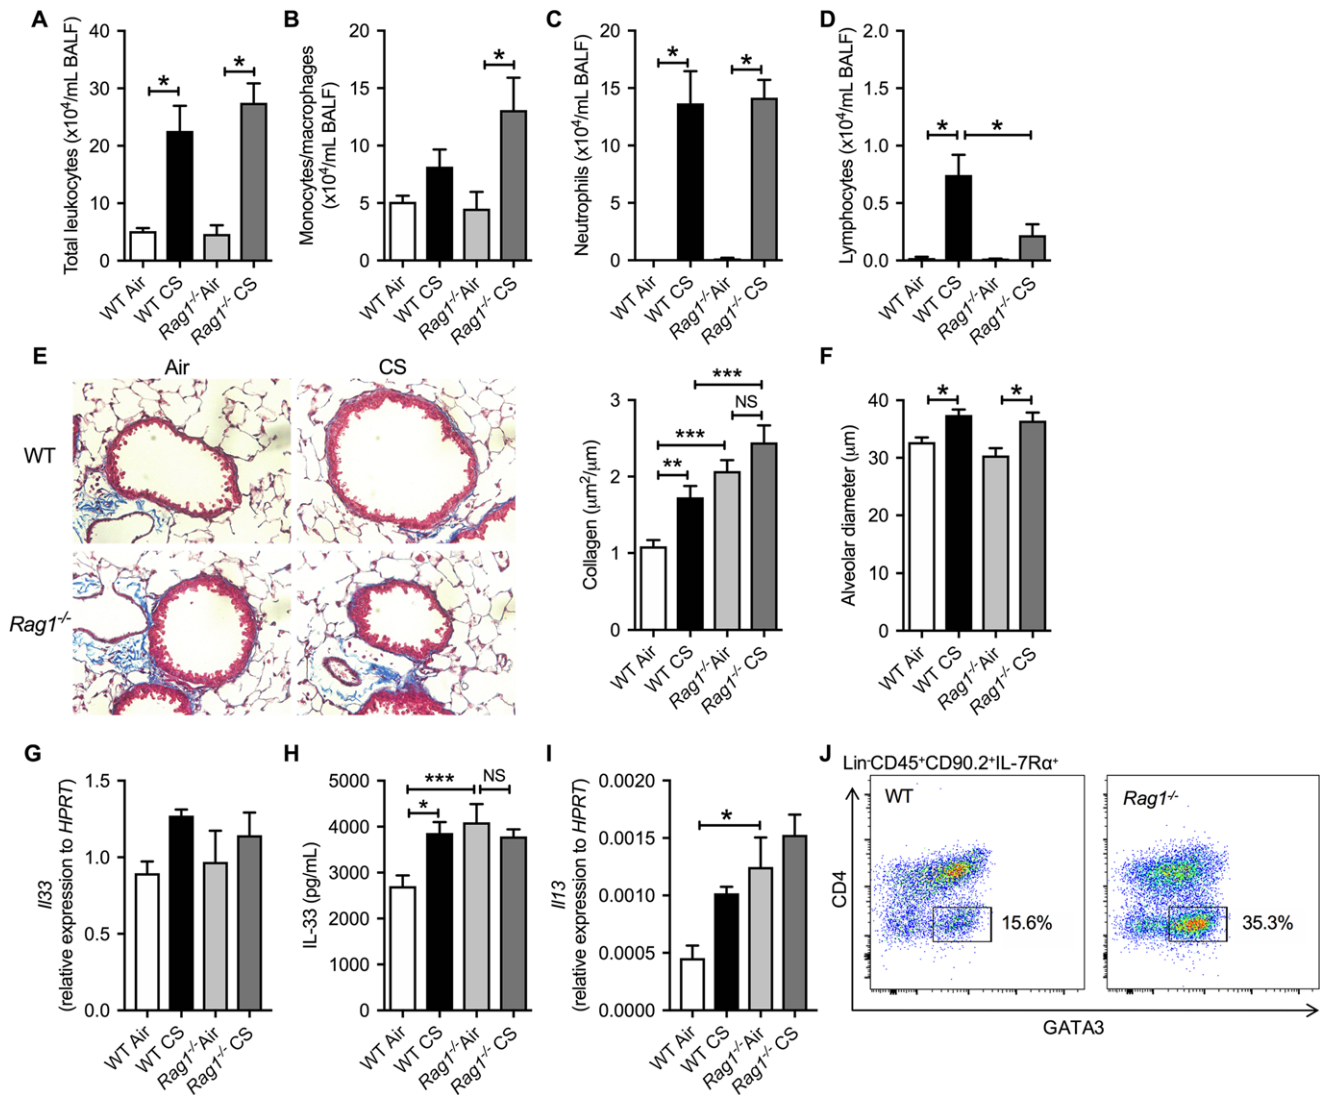 A
Total leukocytes (x10⁴/mL BALF)
40
30
20
10
0
*
*
WT Air
WT CS
Rag1⁻/⁻ Air
Rag1⁻/⁻ CS
B
Monocytes/macrophages
(x10⁴/mL BALF)
20
15
10
5
0
*
WT Air
WT CS
Rag1⁻/⁻ Air
Rag1⁻/⁻ CS
C
Neutrophils (x10⁴/mL BALF)
20
15
10
5
0
*
*
WT Air
WT CS
Rag1⁻/⁻ Air
Rag1⁻/⁻ CS
D
Lymphocytes (x10⁴/mL BALF)
2.0
1.5
1.0
0.5
0.0
*
*
WT Air
WT CS
Rag1⁻/⁻ Air
Rag1⁻/⁻ CS
E
Air
CS
WT
Rag1⁻/⁻
Collagen (μm²/μm)
3
2
1
0
***
NS
***
**
WT Air
WT CS
Rag1⁻/⁻ Air
Rag1⁻/⁻ CS
F
Alveolar diameter (μm)
40
30
20
10
0
*
*
WT Air
WT CS
Rag1⁻/⁻ Air
Rag1⁻/⁻ CS
G
Il33
(relative expression to HPRT)
1.5
1.0
0.5
0.0
WT Air
WT CS
Rag1⁻/⁻ Air
Rag1⁻/⁻ CS
H
IL-33 (pg/mL)
5000
4000
3000
2000
1000
0
***
NS
*
WT Air
WT CS
Rag1⁻/⁻ Air
Rag1⁻/⁻ CS
I
Il13
(relative expression to HPRT)
0.0020
0.0015
0.0010
0.0005
0.0000
*
WT Air
WT CS
Rag1⁻/⁻ Air
Rag1⁻/⁻ CS
J
Lin⁻CD45⁺CD90.2⁺IL-7Rα⁺
WT
Rag1⁻/⁻
CD4
15.6%
35.3%
GATA3